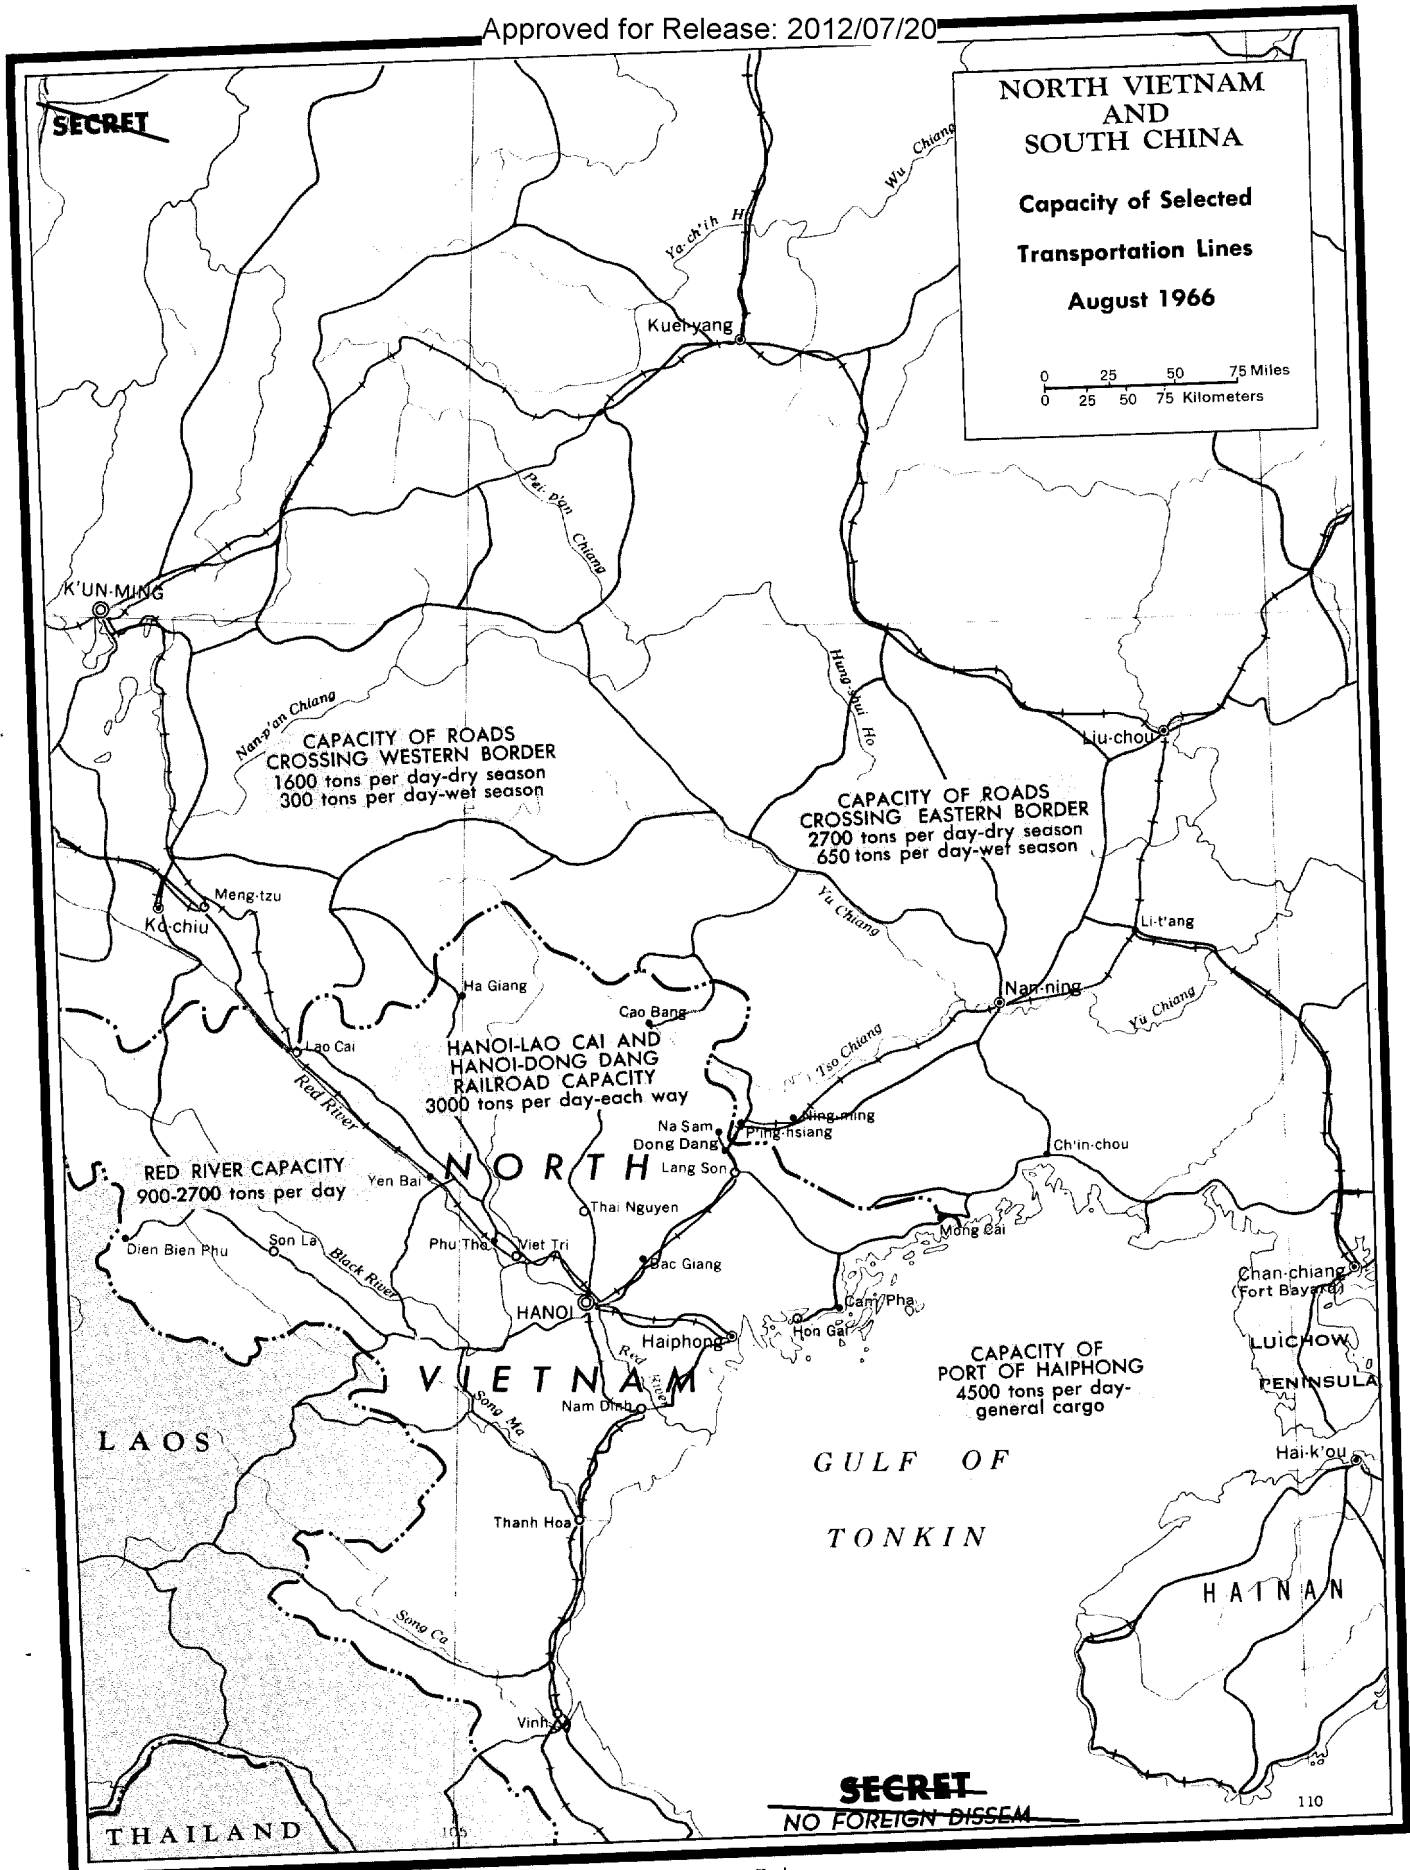 Approved for Release: 2012/07/20
SECRET
NORTH VIETNAM
AND
SOUTH CHINA
Capacity of Selected
Transportation Lines
August 1966
0 25 50 75 Miles
0 25 50 75 Kilometers
Wu Chiang
Ya-ch'ih H
Kuei-yang
Pei-p'an Chiang
K'UN-MING
Nan-p'an Chiang
Hung-shui Ho
Liu-chou
CAPACITY OF ROADS
CROSSING WESTERN BORDER
1600 tons per day-dry season
300 tons per day-wet season
CAPACITY OF ROADS
CROSSING EASTERN BORDER
2700 tons per day-dry season
650 tons per day-wet season
Meng-tzu
Ko-chiu
Yu Chiang
Li-t'ang
Ha Giang
Nan-ning
Cao Bang
Yü Chiang
Lao Cai
HANOI-LAO CAI AND
HANOI-DONG DANG
RAILROAD CAPACITY
3000 tons per day-each way
Tso Chiang
Red River
Ning-ming
Na Sam
P'ing-hsiang
Dong Dang
Ch'in-chou
Lang Son
RED RIVER CAPACITY
900-2700 tons per day
Yen Bai
NORTH
Thai Nguyen
Dien Bien Phu
Son La
Black River
Phu Tho
Viet Tri
Mong Cai
Bac Giang
Chan-chiang
(Fort Bayard)
HANOI
Cam Pha
Haiphong
Hon Gai
Red River
LUICHOW
PENINSULA
CAPACITY OF
PORT OF HAIPHONG
4500 tons per day-
general cargo
VIETNAM
Song Ma
Nam Dinh
LAOS
GULF OF
TONKIN
Hai-k'ou
Thanh Hoa
HAINAN
Song Ca
Vinh
SECRET
NO FOREIGN DISSEM
THAILAND
105
110